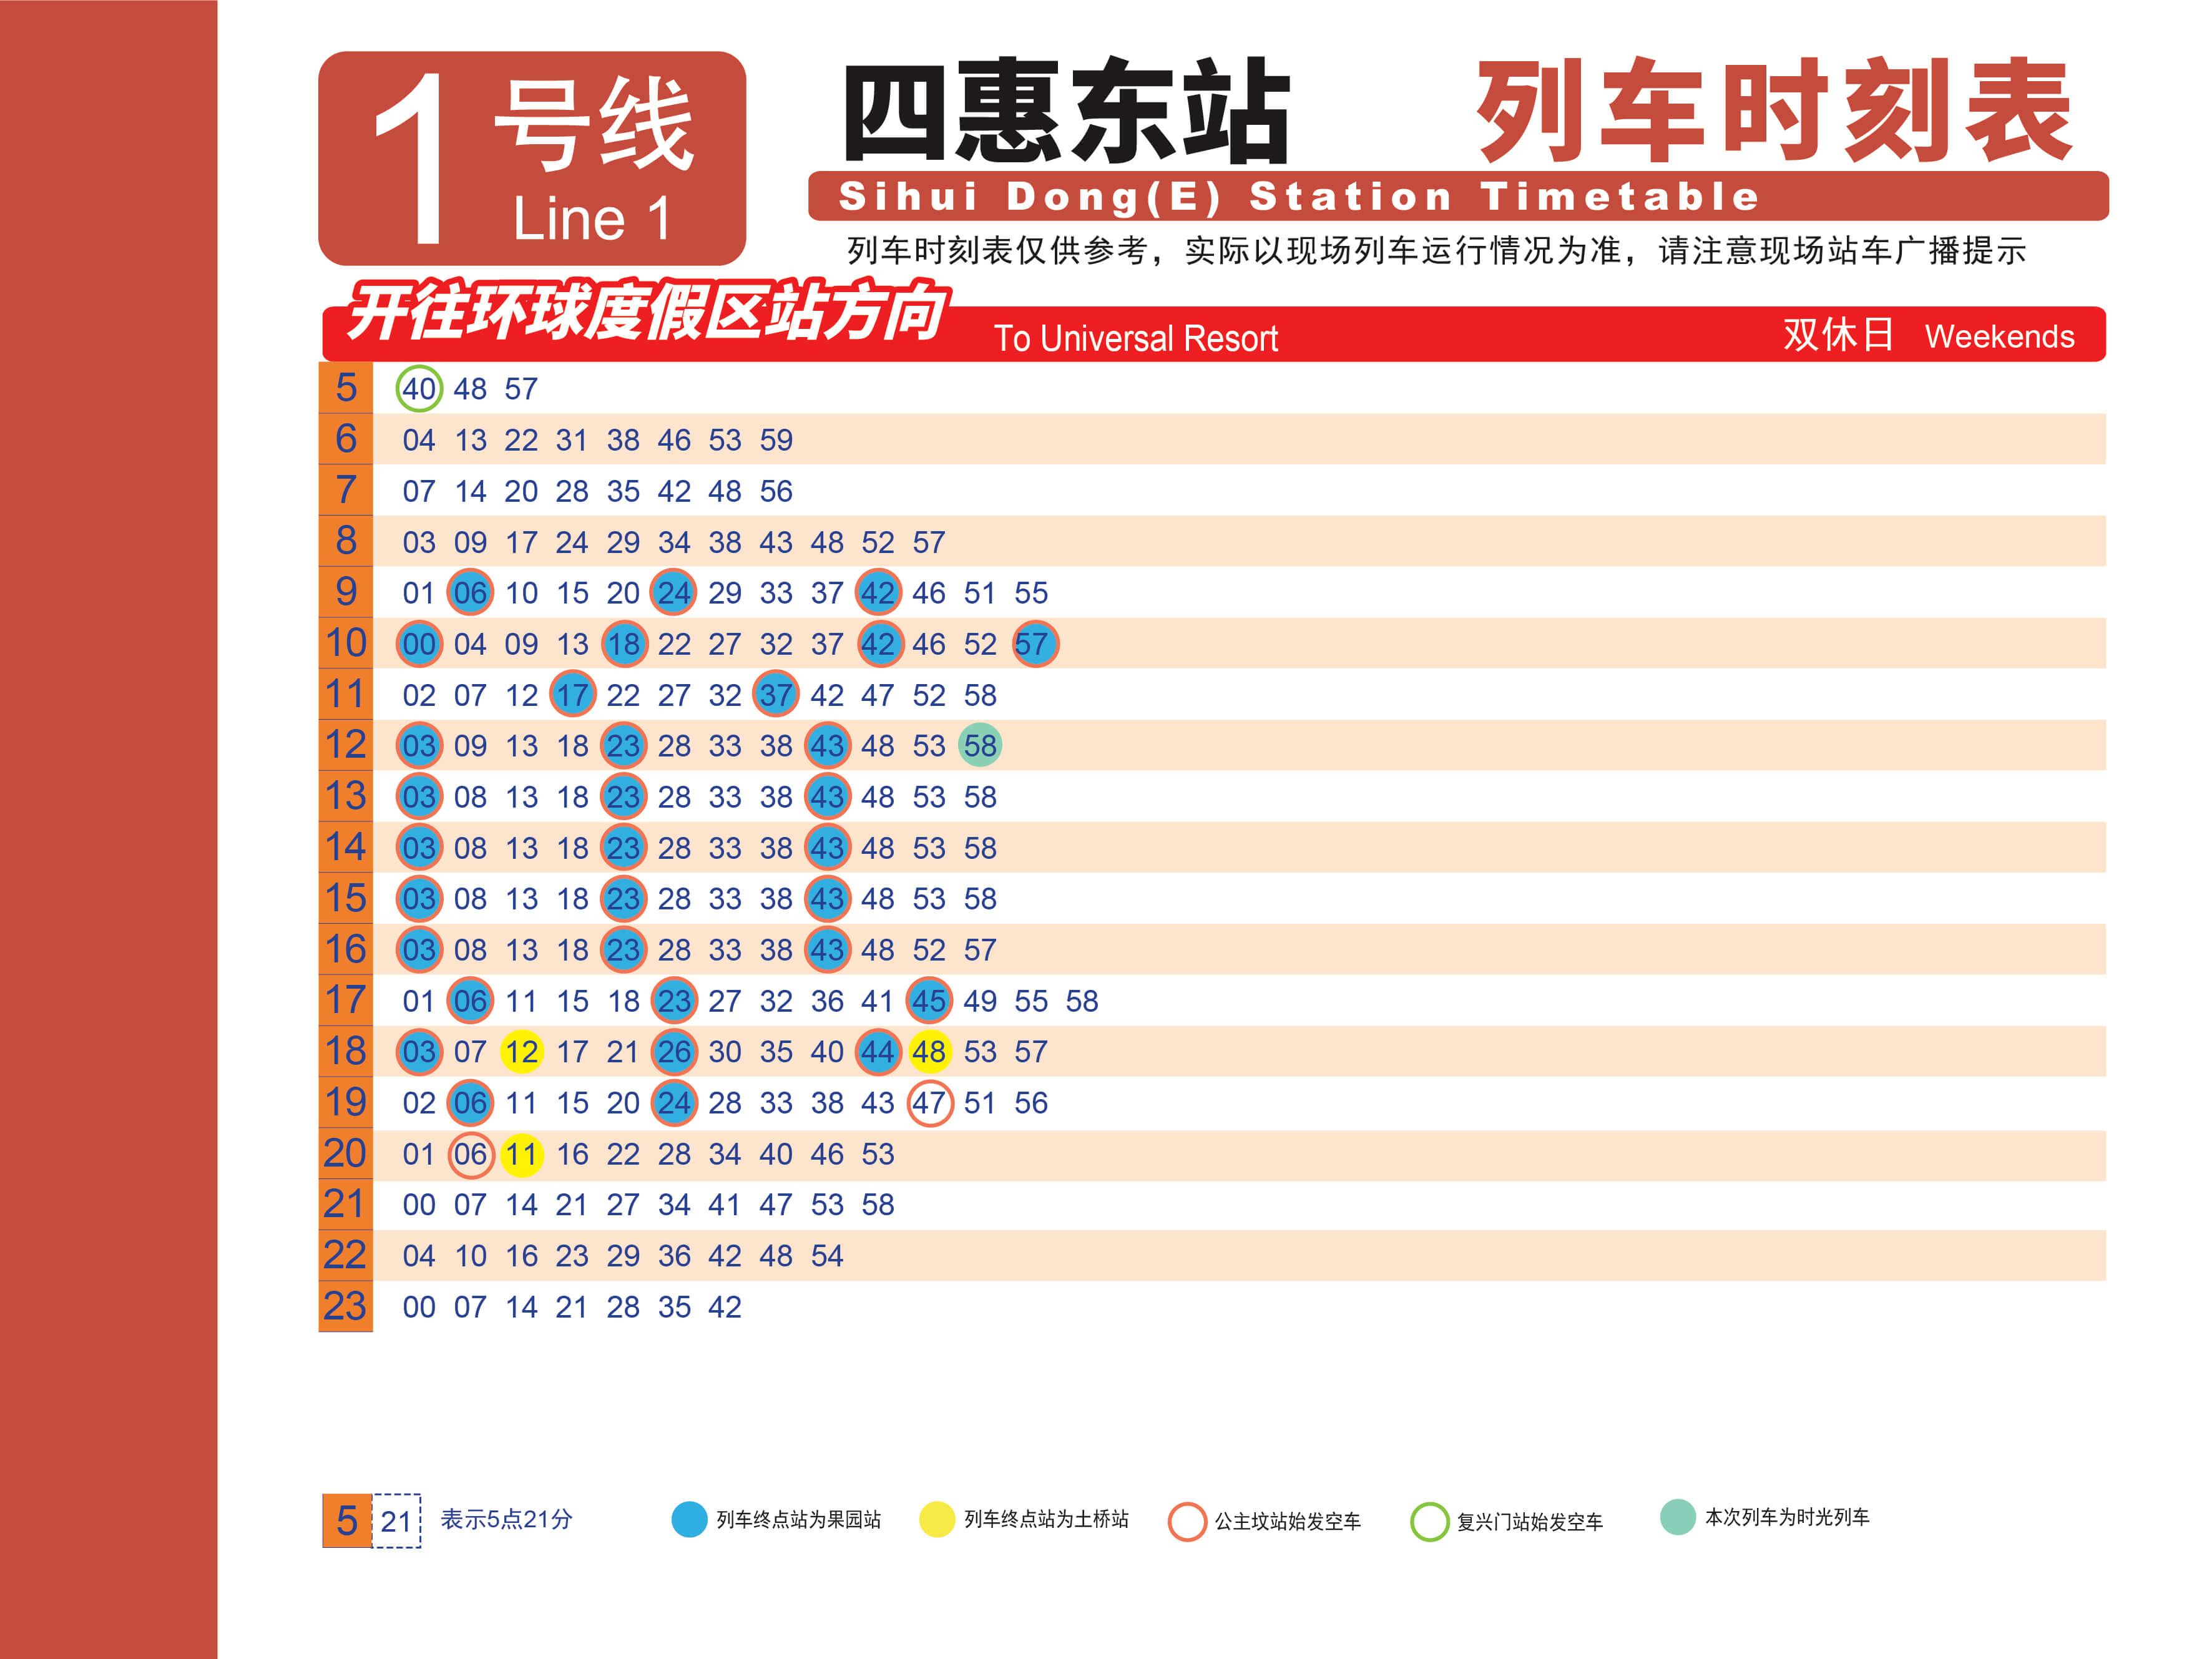 1号线
Line 1
四惠东站 列车时刻表
Sihui Dong(E) Station Timetable
列车时刻表仅供参考，实际以现场列车运行情况为准，请注意现场站车广播提示
开往环球度假区站方向 To Universal Resort 双休日 Weekends
5 40 48 57
6 04 13 22 31 38 46 53 59
7 07 14 20 28 35 42 48 56
8 03 09 17 24 29 34 38 43 48 52 57
9 01 06 10 15 20 24 29 33 37 42 46 51 55
10 00 04 09 13 18 22 27 32 37 42 46 52 57
11 02 07 12 17 22 27 32 37 42 47 52 58
12 03 09 13 18 23 28 33 38 43 48 53 58
13 03 08 13 18 23 28 33 38 43 48 53 58
14 03 08 13 18 23 28 33 38 43 48 53 58
15 03 08 13 18 23 28 33 38 43 48 53 58
16 03 08 13 18 23 28 33 38 43 48 52 57
17 01 06 11 15 18 23 27 32 36 41 45 49 55 58
18 03 07 12 17 21 26 30 35 40 44 48 53 57
19 02 06 11 15 20 24 28 33 38 43 47 51 56
20 01 06 11 16 22 28 34 40 46 53
21 00 07 14 21 27 34 41 47 53 58
22 04 10 16 23 29 36 42 48 54
23 00 07 14 21 28 35 42
5 21 表示5点21分 列车终点站为果园站 列车终点站为土桥站 公主坟站始发空车 复兴门站始发空车 本次列车为时光列车